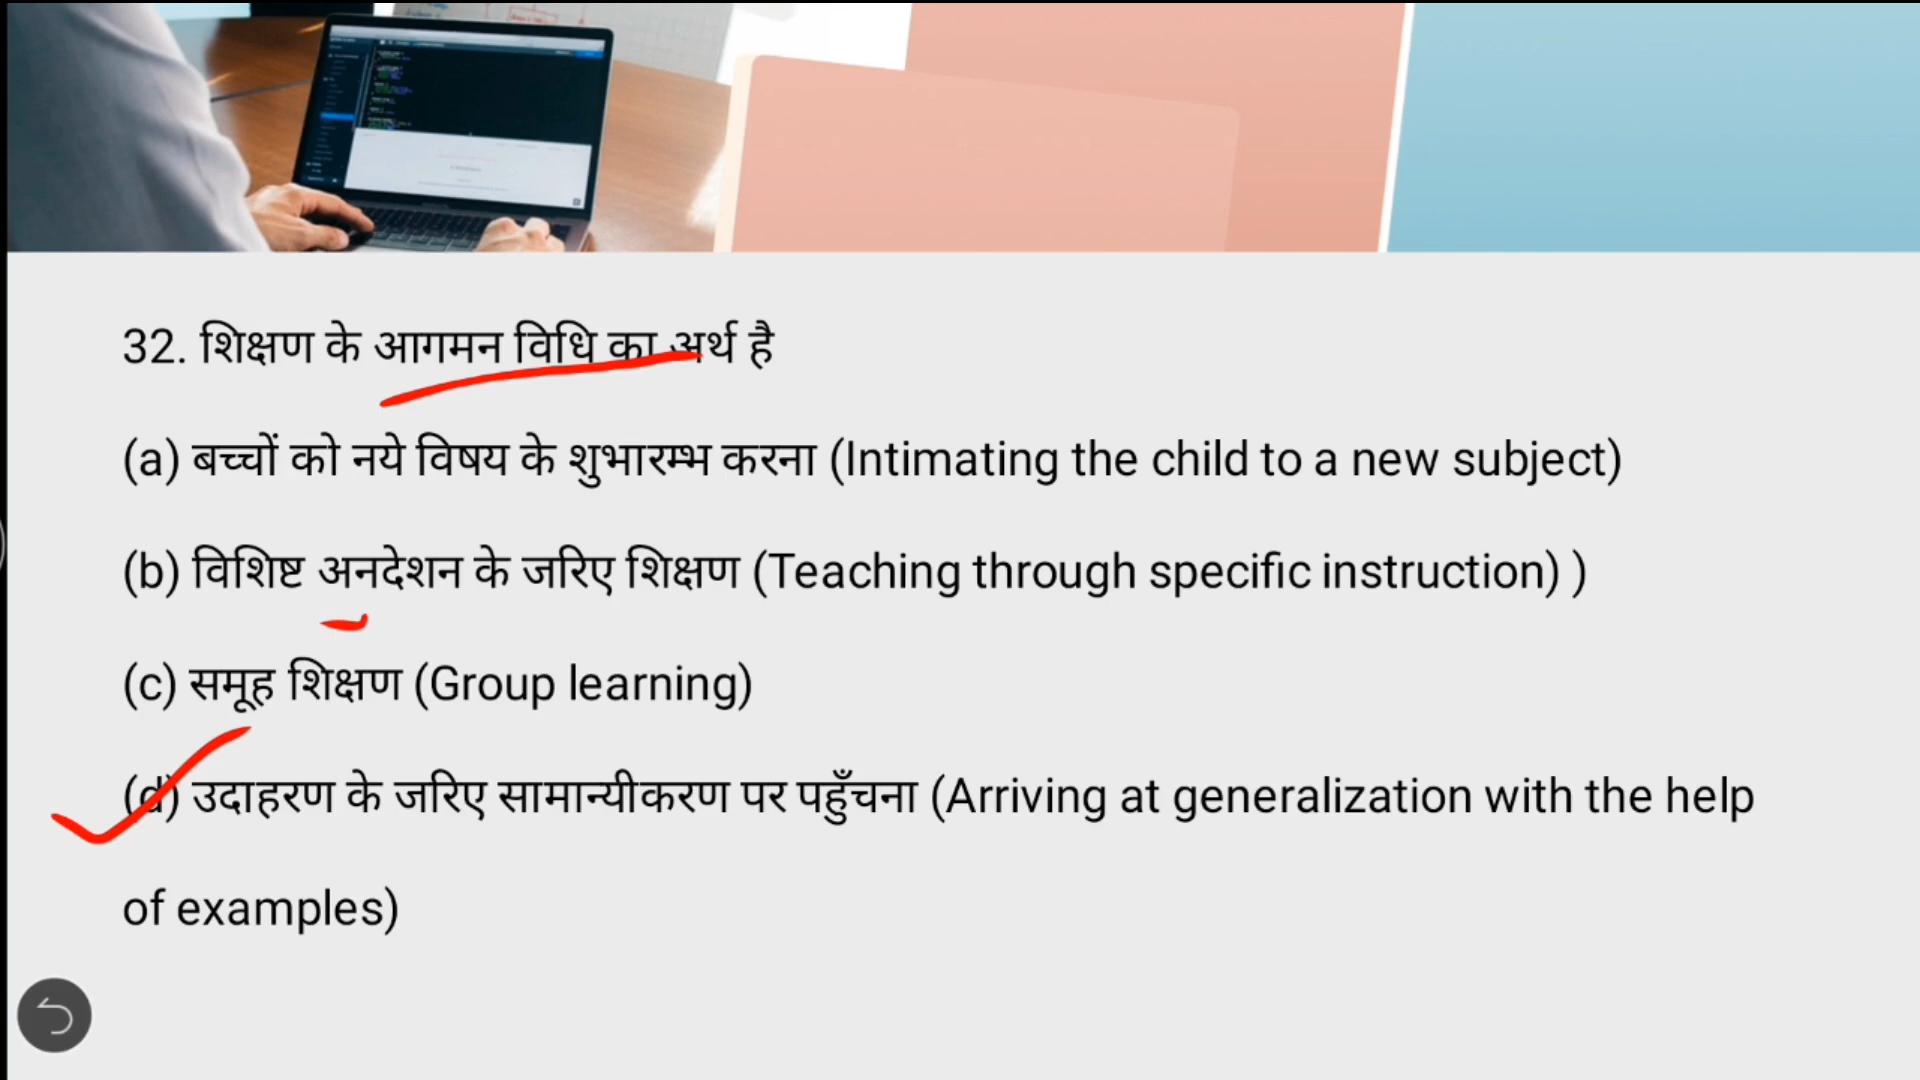 32. शिक्षण के आगमन विधि का अर्थ है
(a) बच्चों को नये विषय के शुभारम्भ करना (Intimating the child to a new subject)
(b) विशिष्ट अनदेशन के जरिए शिक्षण (Teaching through specific instruction) )
(c) समूह शिक्षण (Group learning)
(d) उदाहरण के जरिए सामान्यीकरण पर पहुँचना (Arriving at generalization with the help
of examples)